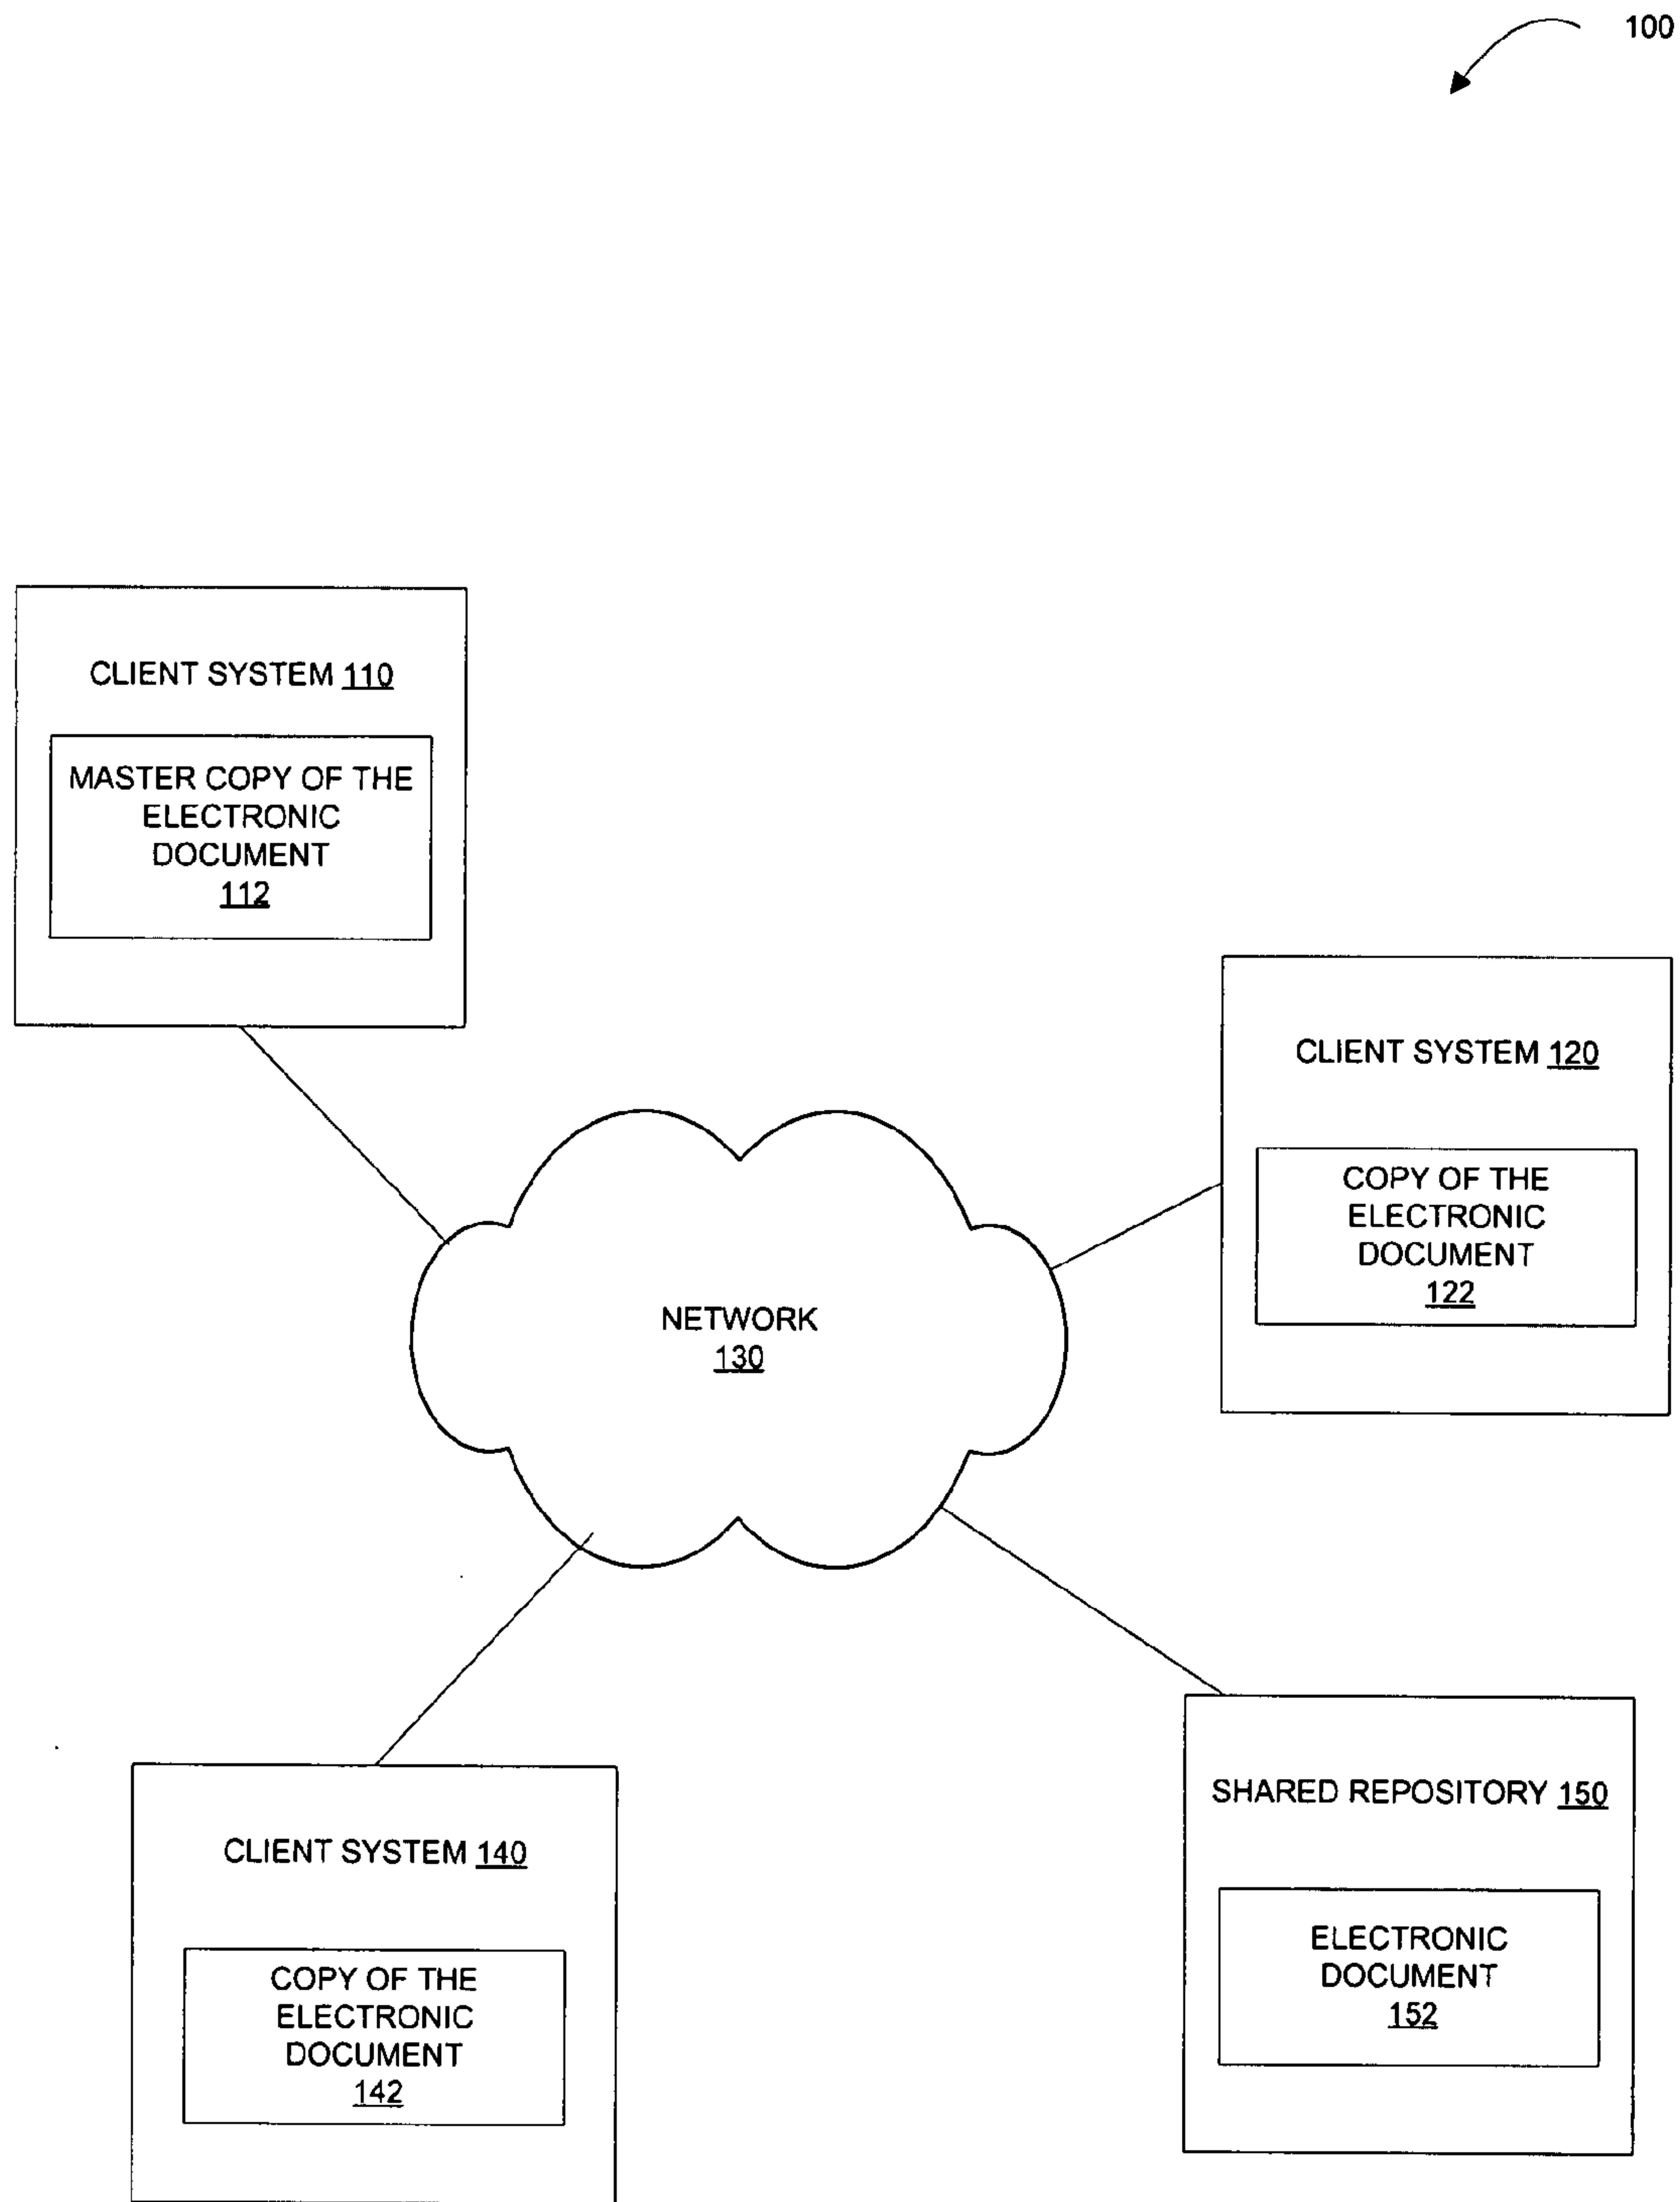 100
CLIENT SYSTEM 110
MASTER COPY OF THE
ELECTRONIC
DOCUMENT
112
CLIENT SYSTEM 120
COPY OF THE
ELECTRONIC
DOCUMENT
122
NETWORK
130
CLIENT SYSTEM 140
COPY OF THE
ELECTRONIC
DOCUMENT
142
SHARED REPOSITORY 150
ELECTRONIC
DOCUMENT
152